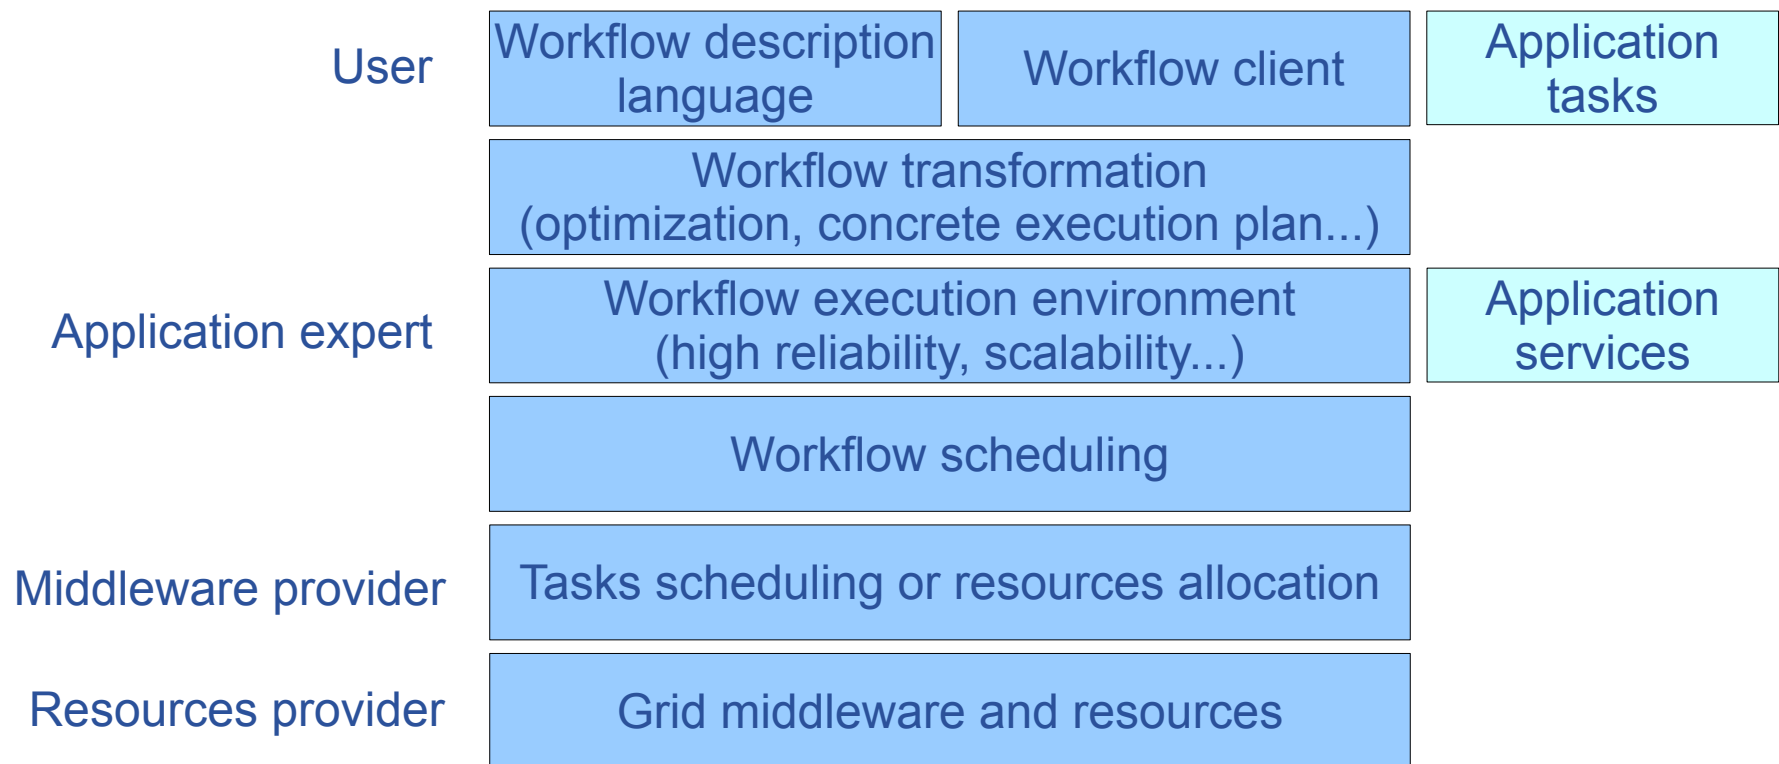 User
Workflow description
language
Workflow client
Application
tasks
Workflow transformation
(optimization, concrete execution plan...)
Application expert
Workflow execution environment
(high reliability, scalability...)
Application
services
Workflow scheduling
Middleware provider
Tasks scheduling or resources allocation
Resources provider
Grid middleware and resources